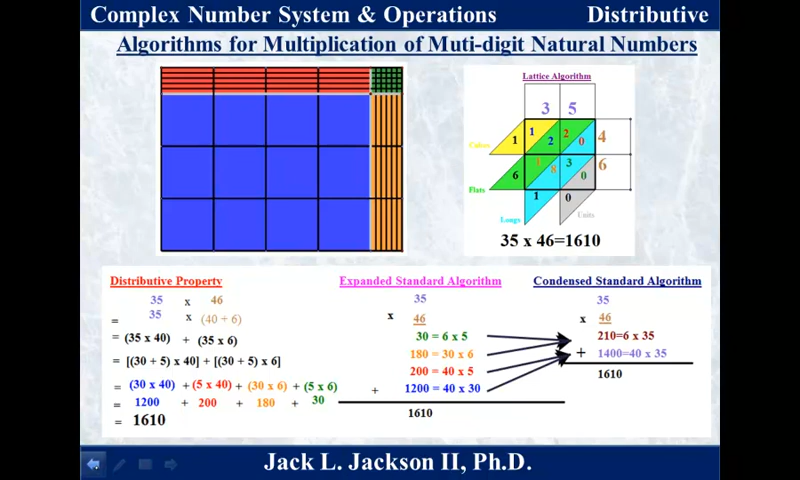 Complex Number System & Operations Distributive
Algorithms for Multiplication of Muti-digit Natural Numbers
Lattice Algorithm
3 5
1 1 2 2 0 4
6 1 8 3 0 6
1 0
Cubes
Flats
Longs
Units
35 x 46=1610
Distributive Property
35 x 46
= 35 x (40 + 6)
= (35 x 40) + (35 x 6)
= [(30 + 5) x 40] + [(30 + 5) x 6]
= (30 x 40) + (5 x 40) + (30 x 6) + (5 x 6)
= 1200 + 200 + 180 + 30
= 1610
Expanded Standard Algorithm
35
x 46
30 = 6 x 5
180 = 30 x 6
200 = 40 x 5
+ 1200 = 40 x 30
1610
Condensed Standard Algorithm
35
x 46
210=6 x 35
+ 1400=40 x 35
1610
Jack L. Jackson II, Ph.D.